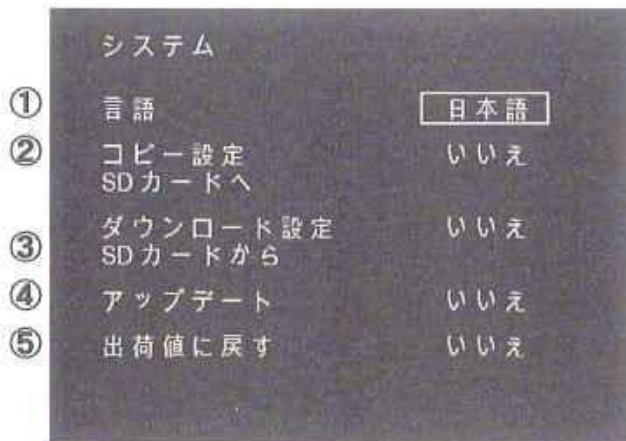 システム
① 言語 日本語
② コピー設定 いいえ
SDカードへ
ダウンロード設定 いいえ
③ SDカードから
④ アップデート いいえ
⑤ 出荷値に戻す いいえ